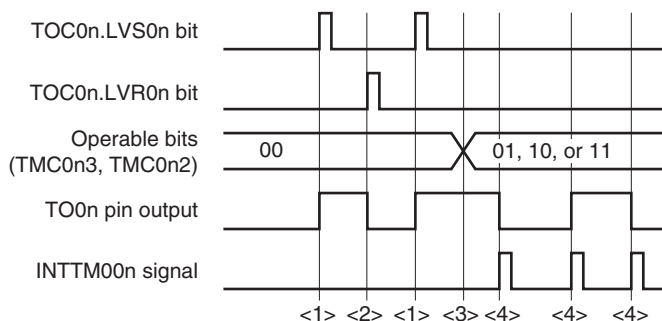 TOC0n.LVS0n bit
TOC0n.LVR0n bit
Operable bits
(TMC0n3, TMC0n2)
00
01, 10, or 11
TO0n pin output
INTTM00n signal
<1> <2> <1> <3> <4> <4> <4>